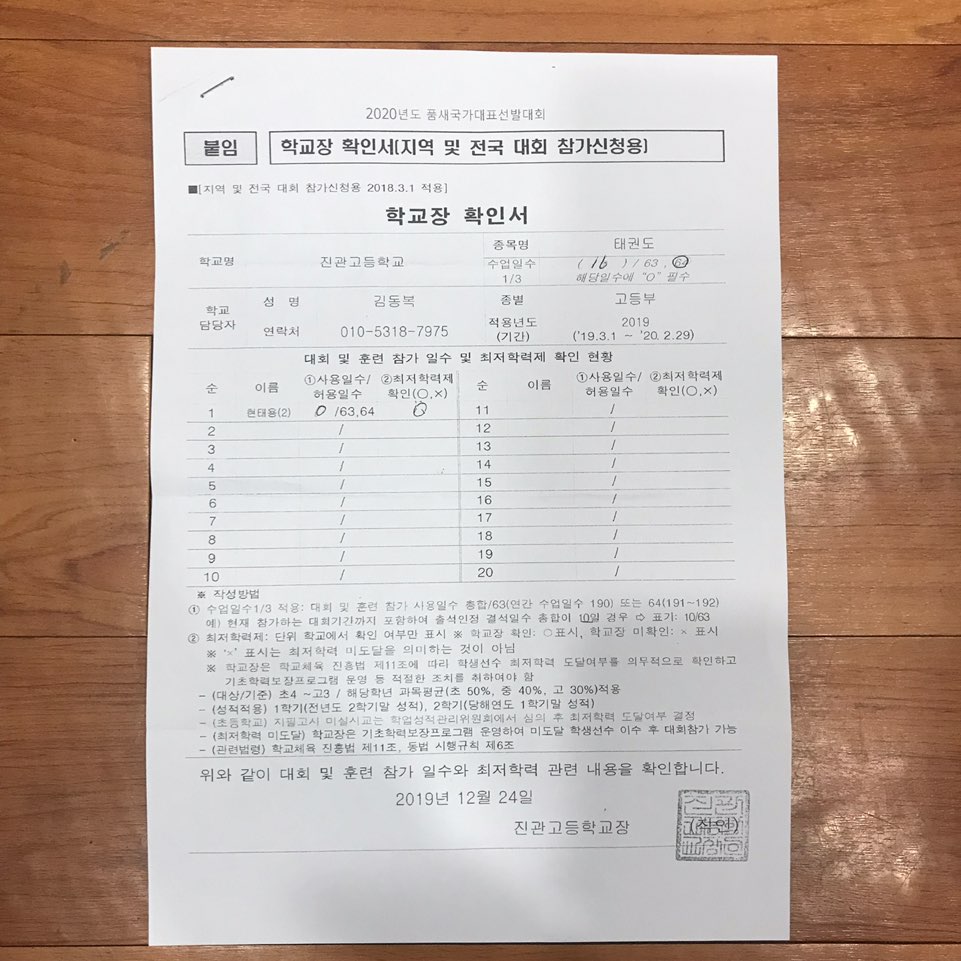 2020년도 품새국가대표선발대회
붙임 학교장 확인서(지역 및 전국 대회 참가신청용)
■[지역 및 전국 대회 참가신청용 2018.3.1 적용]
학교장 확인서
학교명 진관고등학교 종목명 태권도
수업일수 1/3 (16) / 63, 64
해당일수에 "O" 필수
학교 담당자 성 명 김동복 종별 고등부
연락처 010-5318-7975 적용년도 (기간) 2019
('19.3.1 ~ '20.2.29)
대회 및 훈련 참가 일수 및 최저학력제 확인 현황
순 이름 ①사용일수/허용일수 ②최저학력제 확인(○,×) 순 이름 ①사용일수/허용일수 ②최저학력제 확인(○,×)
1 현태용(2) 0 /63,64 O 11 /
2 / 12 /
3 / 13 /
4 / 14 /
5 / 15 /
6 / 16 /
7 / 17 /
8 / 18 /
9 / 19 /
10 / 20 /
※ 작성방법
① 수업일수1/3 적용: 대회 및 훈련 참가 사용일수 총합/63(연간 수업일수 190) 또는 64(191~192)
예) 현재 참가하는 대회기간까지 포함하여 출석인정 결석일수 총합이 10일 경우 ⇨ 표기: 10/63
② 최저학력제: 단위 학교에서 확인 여부만 표시 ※ 학교장 확인: ○표시, 학교장 미확인: × 표시
※ '×' 표시는 최저학력 미도달을 의미하는 것이 아님
※ 학교장은 학교체육 진흥법 제11조에 따라 학생선수 최저학력 도달여부를 의무적으로 확인하고
기초학력보장프로그램 운영 등 적절한 조치를 취하여야 함
- (대상/기준) 초4 ~고3 / 해당학년 과목평균(초 50%, 중 40%, 고 30%)적용
- (성적적용) 1학기(전년도 2학기말 성적), 2학기(당해연도 1학기말 성적)
- (초등학교) 지필고사 미실시교는 학업성적관리위원회에서 심의 후 최저학력 도달여부 결정
- (최저학력 미도달) 학교장은 기초학력보장프로그램 운영하여 미도달 학생선수 이수 후 대회참가 가능
- (관련법령) 학교체육 진흥법 제11조, 동법 시행규칙 제6조
위와 같이 대회 및 훈련 참가 일수와 최저학력 관련 내용을 확인합니다.
2019년 12월 24일
진관고등학교장 (직인)